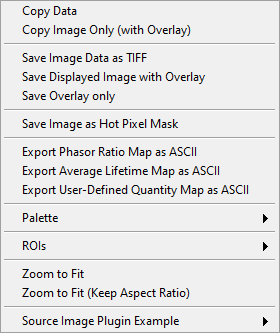 Copy Data
Copy Image Only (with Overlay)
Save Image Data as TIFF
Save Displayed Image with Overlay
Save Overlay only
Save Image as Hot Pixel Mask
Export Phasor Ratio Map as ASCII
Export Average Lifetime Map as ASCII
Export User-Defined Quantity Map as ASCII
Palette
ROIs
Zoom to Fit
Zoom to Fit (Keep Aspect Ratio)
Source Image Plugin Example